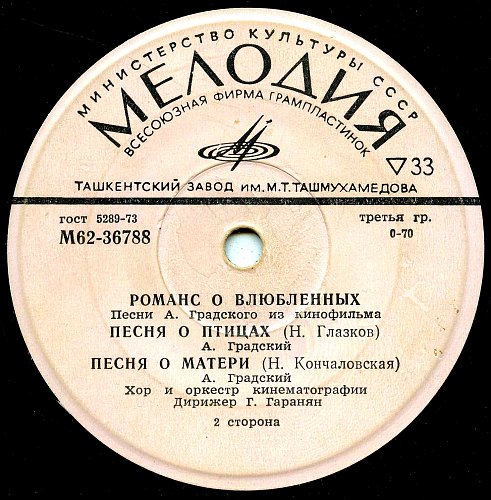 МИНИСТЕРСТВО КУЛЬТУРЫ СССР
МЕЛОДИЯ
ВСЕСОЮЗНАЯ ФИРМА ГРАМПЛАСТИНОК
▽33
ТАШКЕНТСКИЙ ЗАВОД ИМ. М.Т. ТАШМУХАМЕДОВА
гост 5289-73 третья гр.
М62-36788 0-70
РОМАНС О ВЛЮБЛЕННЫХ
Песни А. Градского из кинофильма
ПЕСНЯ О ПТИЦАХ (Н. Глазков)
А. Градский
ПЕСНЯ О МАТЕРИ (Н. Кончаловская)
А. Градский
Хор и оркестр кинематографии
Дирижер Г. Гаранян
2 сторона